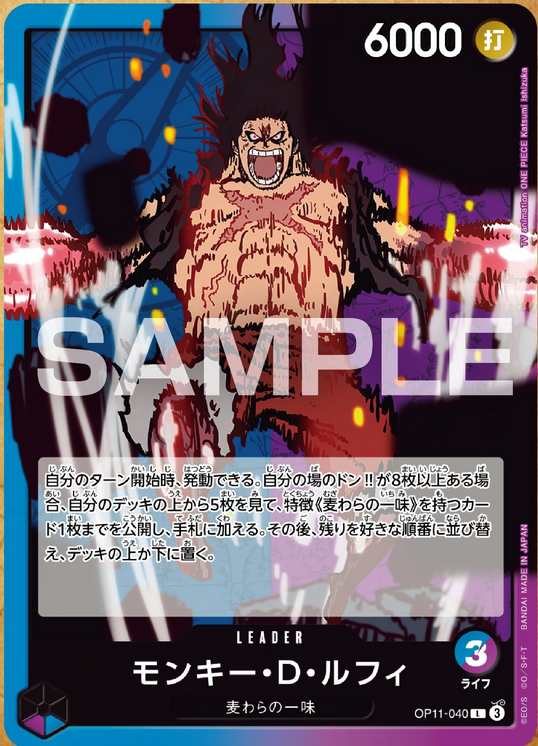 6000 打
TV animation ONE PIECE Katsumi Ishizuka
SAMPLE
自分のターン開始時、発動できる。自分の場のドン!!が8枚以上ある場
合、自分のデッキの上から5枚を見て、特徴《麦わらの一味》を持つカー
ド1枚までを公開し、手札に加える。その後、残りを好きな順番に並び替
え、デッキの上か下に置く。
LEADER
モンキー・D・ルフィ
3
ライフ
麦わらの一味
OP11-040 L 3
©E.O/S ©O./S・F・T BANDAI MADE IN JAPAN